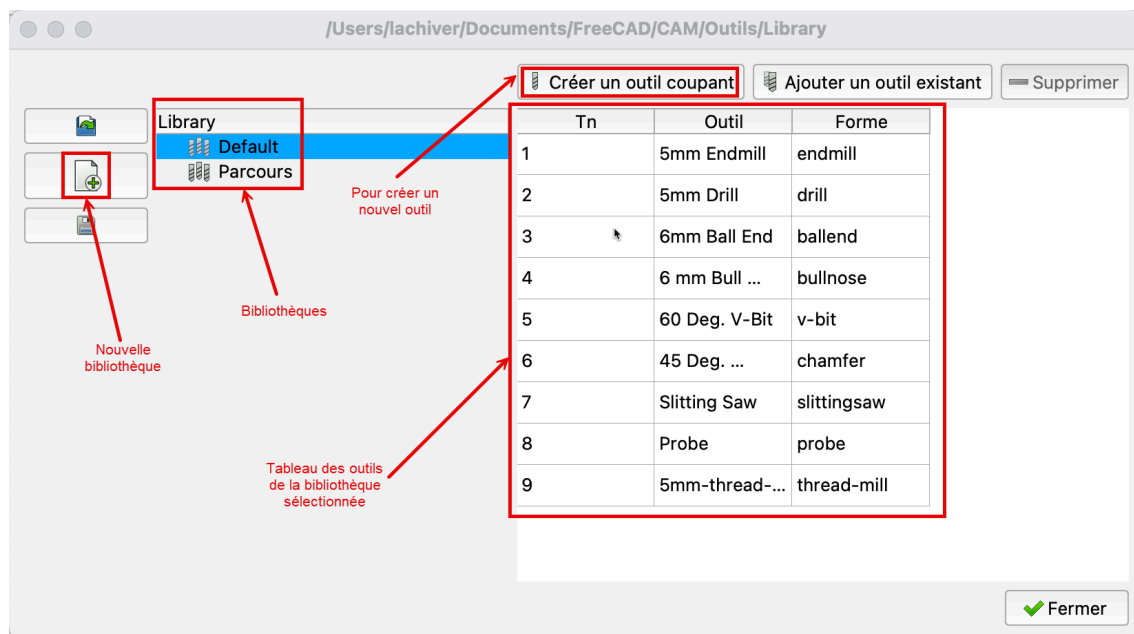 /Users/lachiver/Documents/FreeCAD/CAM/Outils/Library
Créer un outil coupant
Ajouter un outil existant
Supprimer
Library
Default
Parcours
Tn Outil Forme
1 5mm Endmill endmill
2 5mm Drill drill
3 6mm Ball End ballend
4 6 mm Bull ... bullnose
5 60 Deg. V-Bit v-bit
6 45 Deg. ... chamfer
7 Slitting Saw slittingsaw
8 Probe probe
9 5mm-thread-... thread-mill
Pour créer un
nouvel outil
Bibliothèques
Nouvelle
bibliothèque
Tableau des outils
de la bibliothèque
sélectionnée
Fermer